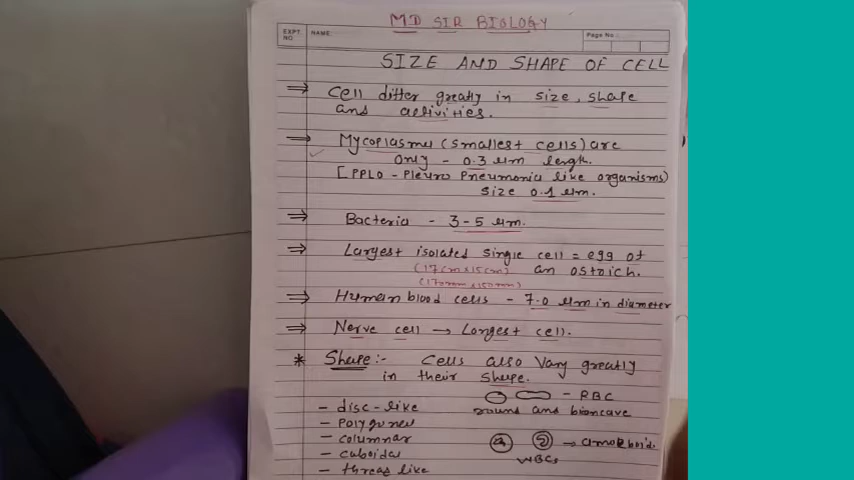 MD SIR BIOLOGY
EXPT. NO. NAME: Page No.:
SIZE AND SHAPE OF CELL
⇒ Cell differ greatly in size, shape
and activities.
⇒ Mycoplasma (smallest cells) are
only - 0.3 μm length.
[PPLO - Pleuro Pneumonia like organisms)
size 0.1 μm.
⇒ Bacteria - 3-5 μm.
⇒ Largest isolated single cell = egg of
(17cm x 15cm) an ostrich.
(170mm x 150mm)
⇒ Human blood cells - 7.0 μm in diameter
⇒ Nerve cell → Longest cell.
* Shape:- Cells also vary greatly
in their shape.
- RBC
- disc-like round and bioncave
- Polygonal
- columnar → amoeboid.
- cuboidal WBCs
- threas like